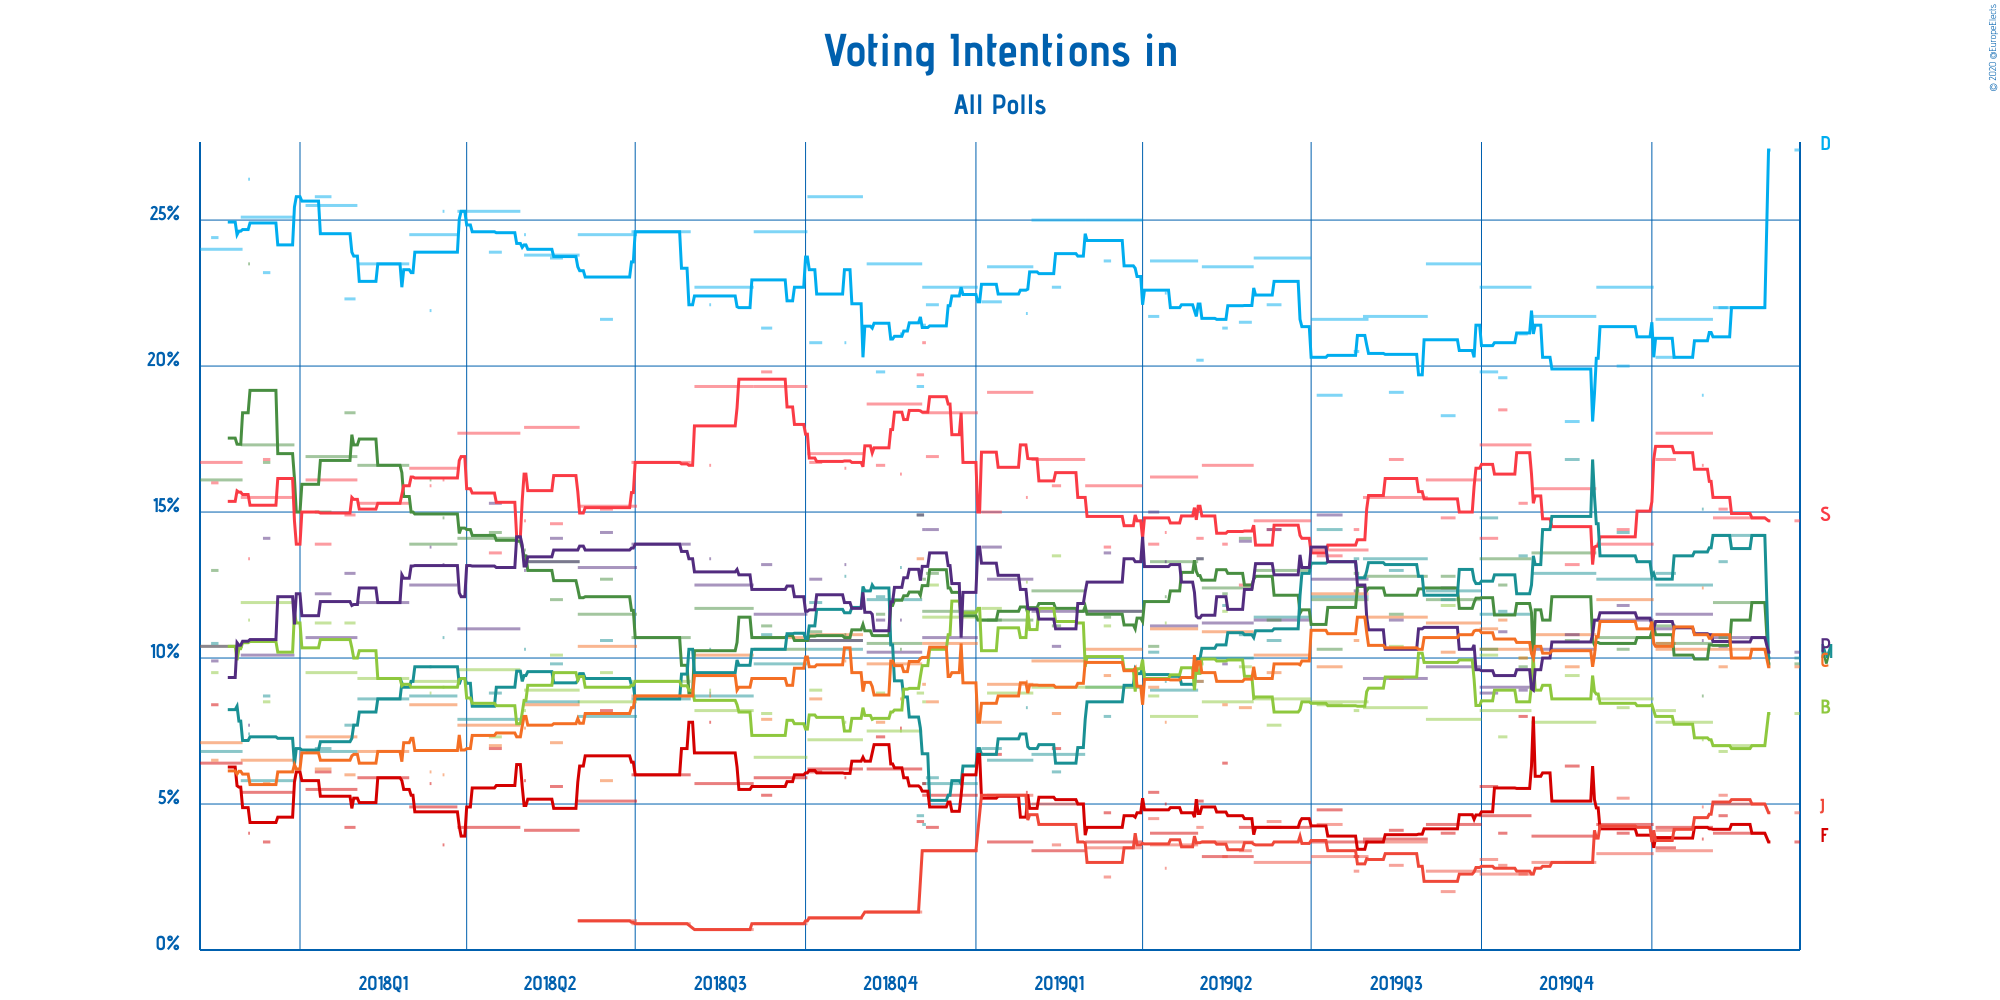 Voting Intentions in
All Polls
© 2020 @EuropeElects
25%
20%
15%
10%
5%
0%
D
S
B
J
F
2018Q1 2018Q2 2018Q3 2018Q4 2019Q1 2019Q2 2019Q3 2019Q4